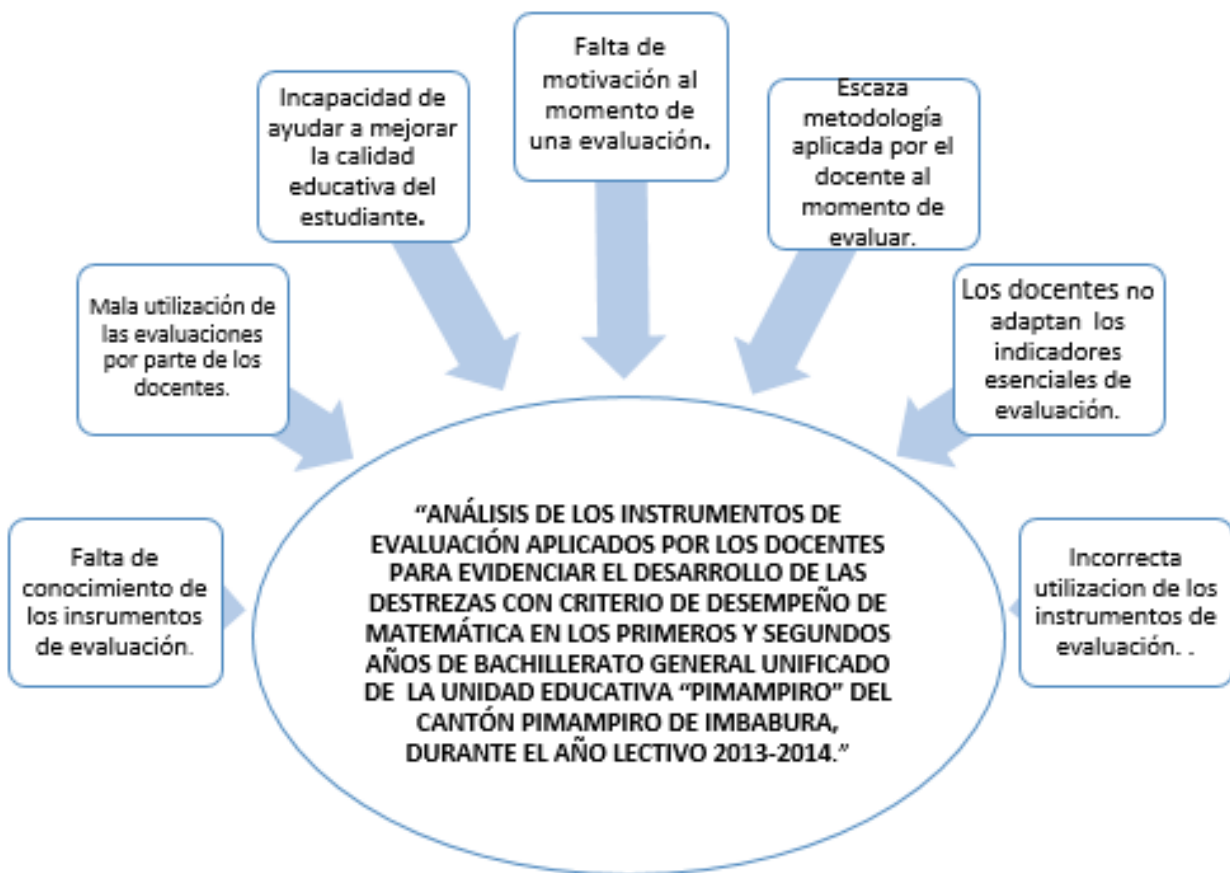 Falta de
motivación al
momento de
una evaluación.
Incapacidad de
ayudar a mejorar
la calidad
educativa del
estudiante.
Escaza
metodología
aplicada por el
docente al
momento de
evaluar.
Mala utilización de
las evaluaciones
por parte de los
docentes.
Los docentes no
adaptan los
indicadores
esenciales de
evaluación.
Falta de
conocimiento de
los insrumentos
de evaluación.
“ANÁLISIS DE LOS INSTRUMENTOS DE
EVALUACIÓN APLICADOS POR LOS DOCENTES
PARA EVIDENCIAR EL DESARROLLO DE LAS
DESTREZAS CON CRITERIO DE DESEMPEÑO DE
MATEMÁTICA EN LOS PRIMEROS Y SEGUNDOS
AÑOS DE BACHILLERATO GENERAL UNIFICADO
DE LA UNIDAD EDUCATIVA “PIMAMPIRO” DEL
CANTÓN PIMAMPIRO DE IMBABURA,
DURANTE EL AÑO LECTIVO 2013-2014.”
Incorrecta
utilizacion de los
instrumentos de
evaluación. .